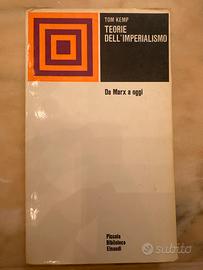 TOM KEMP
TEORIE
DELL'IMPERIALISMO
Da Marx a oggi
Piccola
Biblioteca
Einaudi
subito